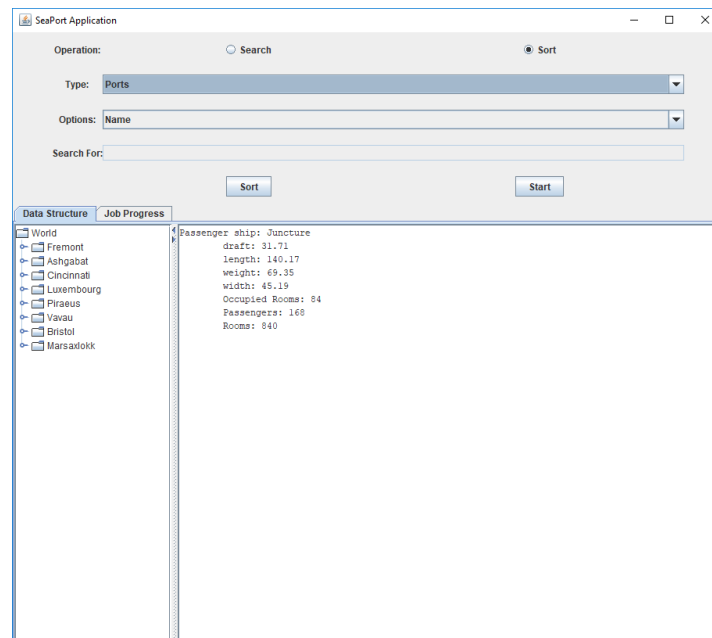 SeaPort Application
Operation: Search Sort
Type: Ports
Options: Name
Search For:
Sort Start
Data Structure Job Progress
World
Fremont
Ashgabat
Cincinnati
Luxembourg
Piraeus
Vavau
Bristol
Marsaxlokk
Passenger ship: Juncture
draft: 31.71
length: 140.17
weight: 69.35
width: 45.19
Occupied Rooms: 84
Passengers: 168
Rooms: 840